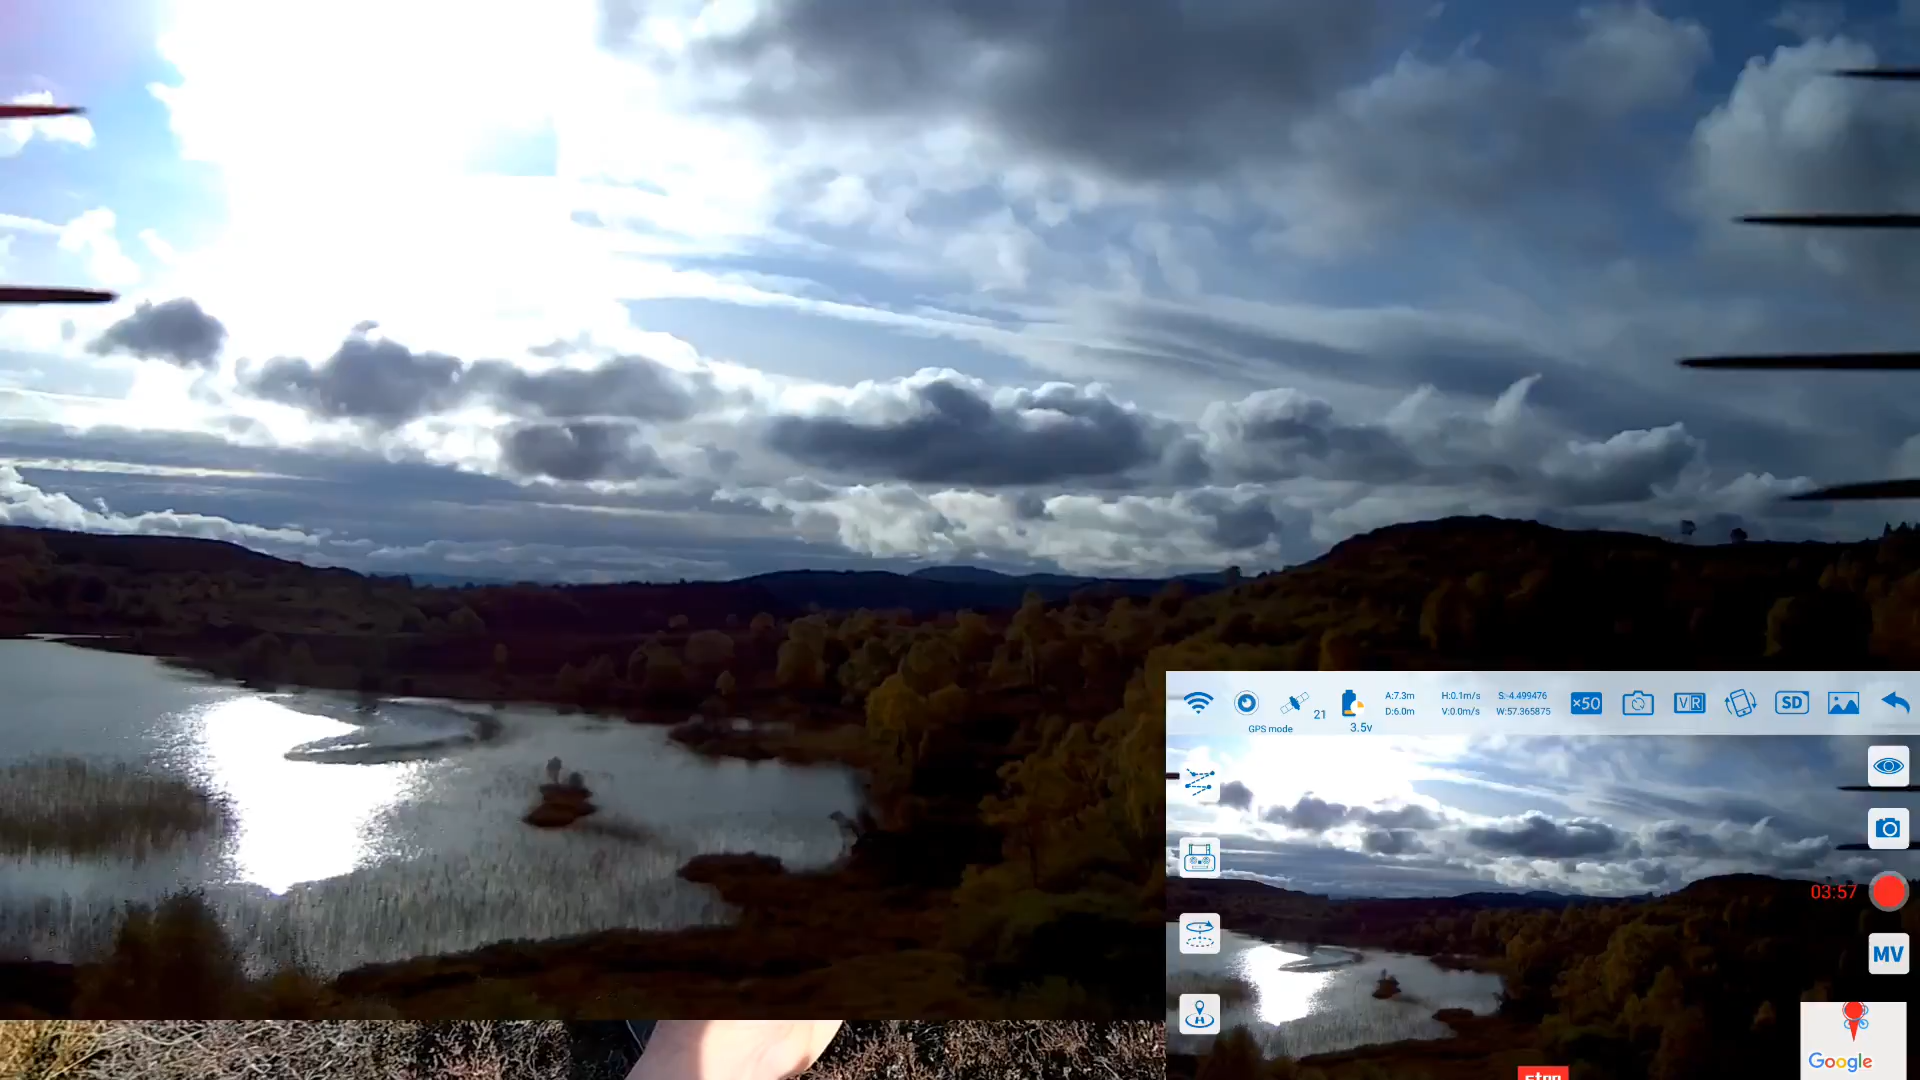 A:7.3m H:0.1m/s S:-4.499476
×50 VR SD
21
D:6.0m V:0.0m/s W:57.365875
GPS mode 3.5v
03:57
MV
H
Google
stop